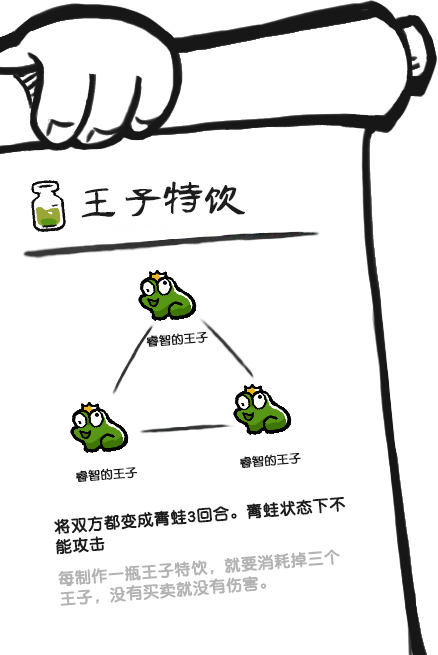 王子特饮
睿智的王子
睿智的王子
睿智的王子
将双方都变成青蛙3回合。青蛙状态下不
能攻击
每制作一瓶王子特饮，就要消耗掉三个
王子，没有买卖就没有伤害。